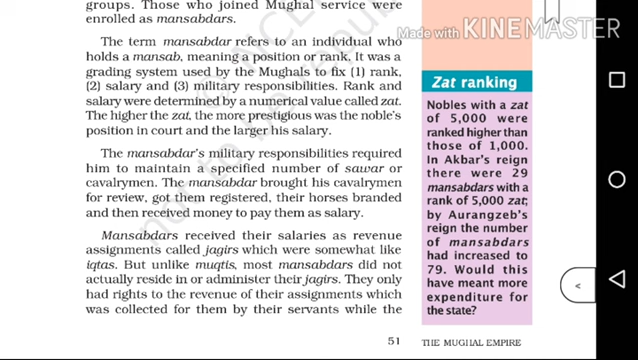 groups. Those who joined Mughal service were
enrolled as mansabdars.
The term mansabdar refers to an individual who
holds a mansab, meaning a position or rank. It was a
grading system used by the Mughals to fix (1) rank,
(2) salary and (3) military responsibilities. Rank and
salary were determined by a numerical value called zat.
The higher the zat, the more prestigious was the noble's
position in court and the larger his salary.
The mansabdar's military responsibilities required
him to maintain a specified number of sawar or
cavalrymen. The mansabdar brought his cavalrymen
for review, got them registered, their horses branded
and then received money to pay them as salary.
Mansabdars received their salaries as revenue
assignments called jagirs which were somewhat like
iqtas. But unlike muqtis, most mansabdars did not
actually reside in or administer their jagirs. They only
had rights to the revenue of their assignments which
was collected for them by their servants while the
Made with KINEMASTER
Zat ranking
Nobles with a zat
of 5,000 were
ranked higher than
those of 1,000.
In Akbar's reign
there were 29
mansabdars with a
rank of 5,000 zat;
by Aurangzeb's
reign the number
of mansabdars
had increased to
79. Would this
have meant more
expenditure for
the state?
51
THE MUGHAL EMPIRE